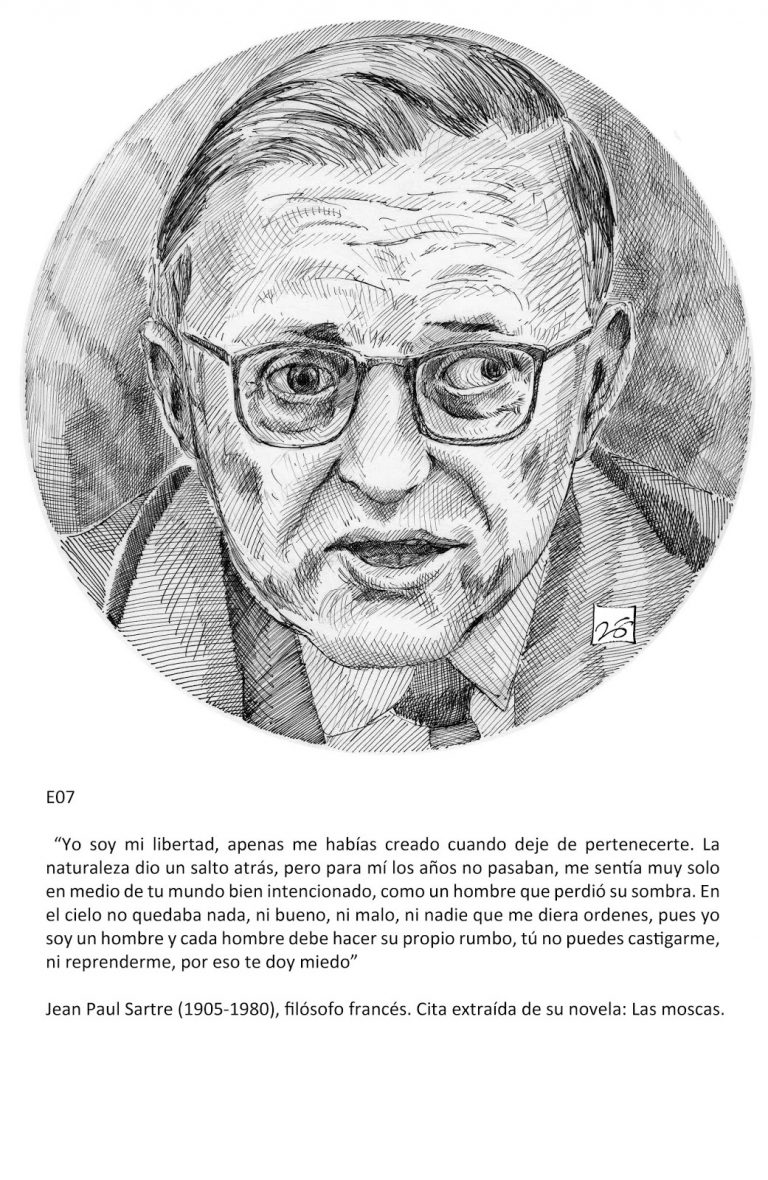 E07
“Yo soy mi libertad, apenas me habías creado cuando deje de pertenecerte. La
naturaleza dio un salto atrás, pero para mí los años no pasaban, me sentía muy solo
en medio de tu mundo bien intencionado, como un hombre que perdió su sombra. En
el cielo no quedaba nada, ni bueno, ni malo, ni nadie que me diera ordenes, pues yo
soy un hombre y cada hombre debe hacer su propio rumbo, tú no puedes castigarme,
ni reprenderme, por eso te doy miedo”
Jean Paul Sartre (1905-1980), filósofo francés. Cita extraída de su novela: Las moscas.